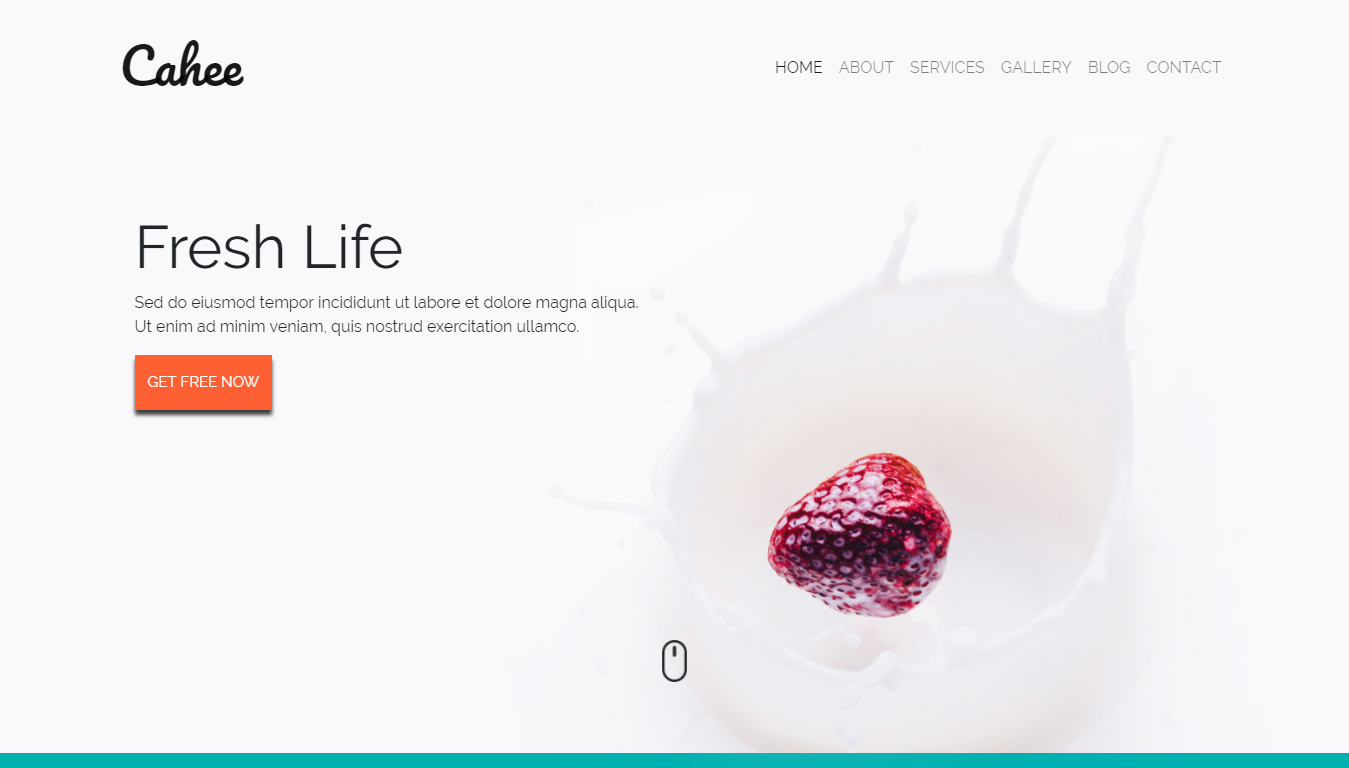 Cahee
HOME ABOUT SERVICES GALLERY BLOG CONTACT
Fresh Life
Sed do eiusmod tempor incididunt ut labore et dolore magna aliqua.
Ut enim ad minim veniam, quis nostrud exercitation ullamco.
GET FREE NOW